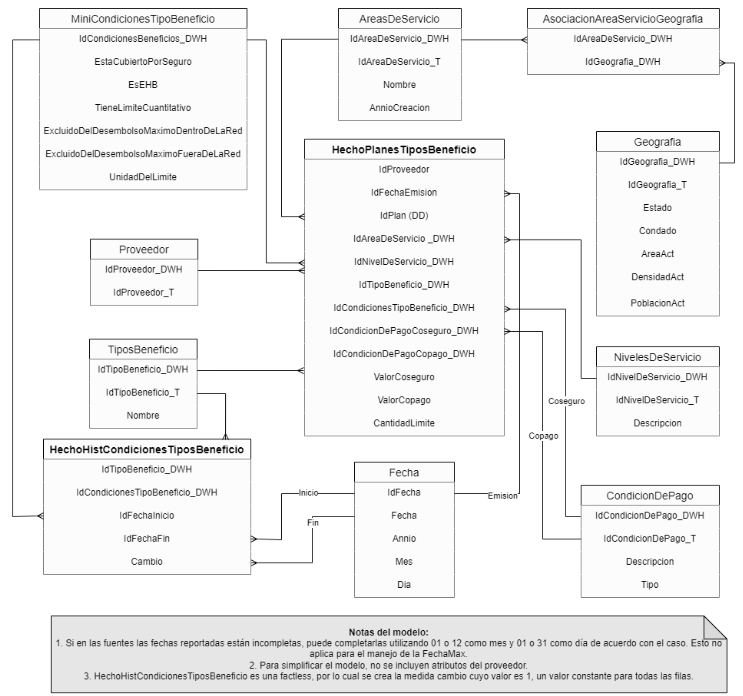 MiniCondicionesTipoBeneficio
IdCondicionesBeneficios_DWH
EstaCubiertoPorSeguro
EsEHB
TieneLimiteCuantitativo
ExcluidoDelDesembolsoMaximoDentroDeLaRed
ExcluidoDelDesembolsoMaximoFueraDeLaRed
UnidadDelLimite
AreasDeServicio
IdAreaDeServicio_DWH
IdAreaDeServicio_T
Nombre
AnnioCreacion
AsociacionAreaServicioGeografia
IdAreaDeServicio_DWH
IdGeografia_DWH
Geografia
IdGeografia_DWH
IdGeografia_T
Estado
Condado
AreaAct
DensidadAct
PoblacionAct
HechoPlanesTiposBeneficio
IdProveedor
IdFechaEmision
IdPlan (DD)
IdAreaDeServicio _DWH
IdNivelDeServicio_DWH
IdTipoBeneficio_DWH
IdCondicionesTipoBeneficio_DWH
IdCondicionDePagoCoseguro_DWH
IdCondicionDePagoCopago_DWH
ValorCoseguro
ValorCopago
CantidadLimite
Proveedor
IdProveedor_DWH
IdProveedor_T
TiposBeneficio
IdTipoBeneficio_DWH
IdTipoBeneficio_T
Nombre
NivelesDeServicio
IdNivelDeServicio_DWH
IdNivelDeServicio_T
Descripcion
Coseguro
Copago
HechoHistCondicionesTiposBeneficio
IdTipoBeneficio_DWH
IdCondicionesTipoBeneficio_DWH
IdFechaInicio
IdFechaFin
Cambio
Inicio
Fin
Fecha
IdFecha
Fecha
Annio
Mes
Dia
Emision
CondicionDePago
IdCondicionDePago_DWH
IdCondicionDePago_T
Descripcion
Tipo
Notas del modelo:
1. Si en las fuentes las fechas reportadas están incompletas, puede completarlas utilizando 01 o 12 como mes y 01 o 31 como día de acuerdo con el caso. Esto no
aplica para el manejo de la FechaMax.
2. Para simplificar el modelo, no se incluyen atributos del proveedor.
3. HechoHistCondicionesTiposBeneficio es una factless, por lo cual se crea la medida cambio cuyo valor es 1, un valor constante para todas las filas.